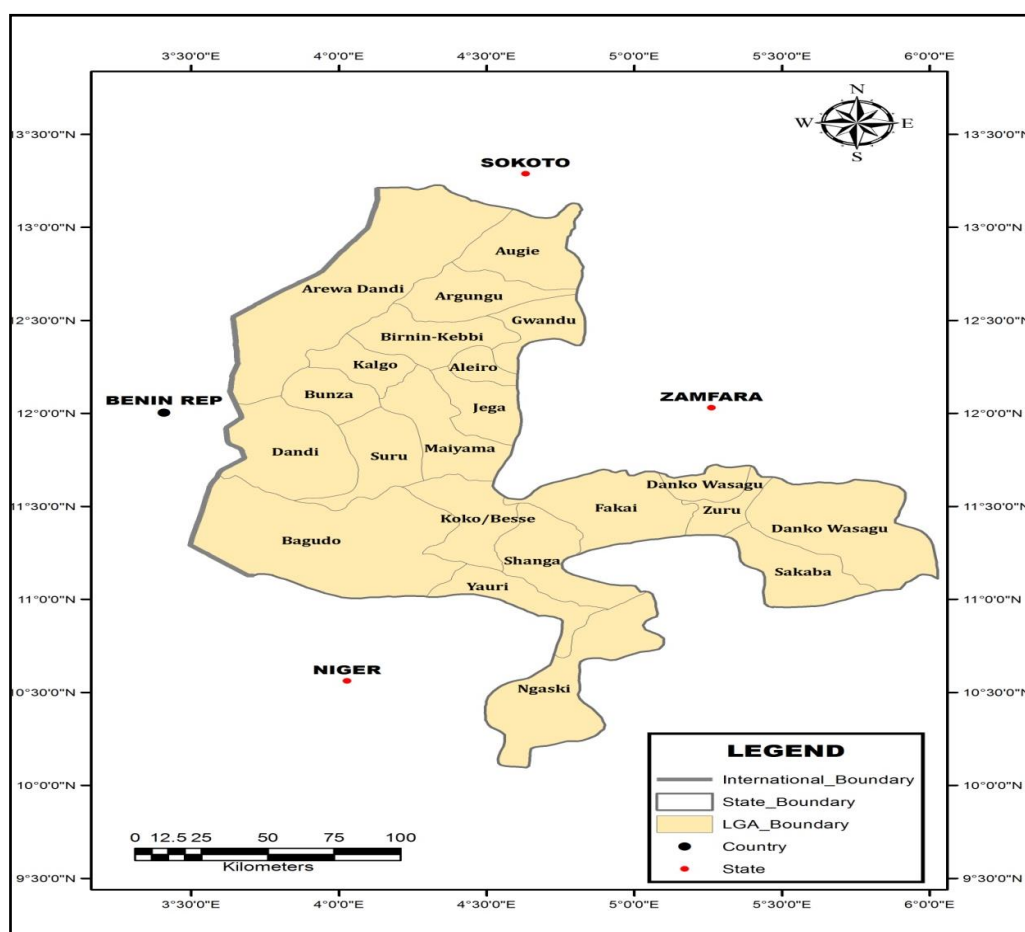 3°30'0"E 4°0'0"E 4°30'0"E 5°0'0"E 5°30'0"E 6°0'0"E
N
W E
S
13°30'0"N 13°30'0"N
SOKOTO
13°0'0"N 13°0'0"N
Augie
Arewa Dandi
Argungu
12°30'0"N 12°30'0"N
Gwandu
Birnin-Kebbi
Kalgo
Aleiro
Bunza
BENIN REP
ZAMFARA
12°0'0"N 12°0'0"N
Jega
Maiyama
Dandi
Suru
Danko Wasagu
11°30'0"N 11°30'0"N
Fakai
Zuru
Koko/Besse
Danko Wasagu
Bagudo
Shanga
Sakaba
Yauri
11°0'0"N 11°0'0"N
NIGER
Ngaski
10°30'0"N 10°30'0"N
LEGEND
International_Boundary
State_Boundary
LGA_Boundary
Country
State
10°0'0"N 10°0'0"N
0 12.5 25 50 75 100
Kilometers
9°30'0"N 9°30'0"N
3°30'0"E 4°0'0"E 4°30'0"E 5°0'0"E 5°30'0"E 6°0'0"E